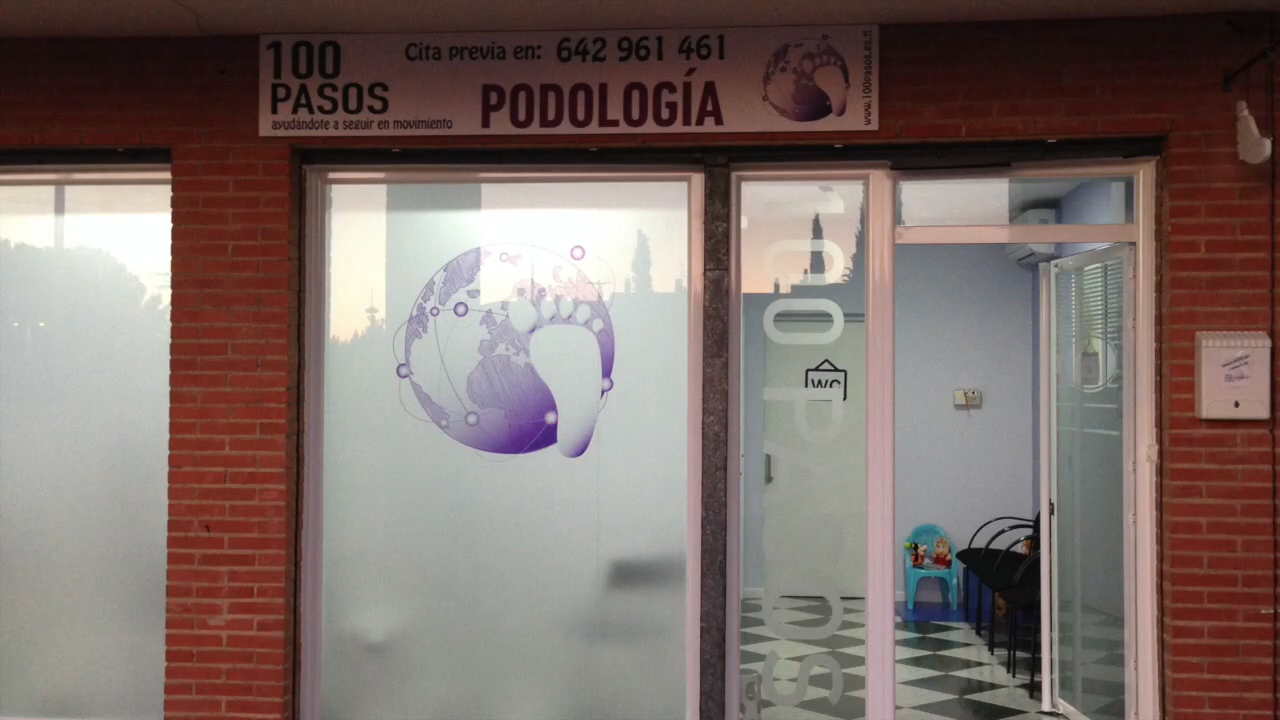 100
PASOS
ayudándote a seguir en movimiento
Cita previa en: 642 961 461
PODOLOGÍA
www.100pasos.es.tl
100 PASOS
WC